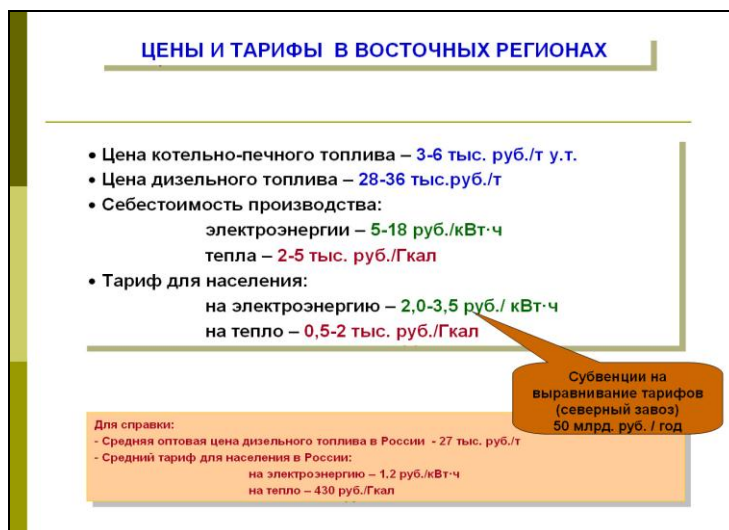 ЦЕНЫ И ТАРИФЫ В ВОСТОЧНЫХ РЕГИОНАХ
• Цена котельно-печного топлива – 3-6 тыс. руб./т у.т.
• Цена дизельного топлива – 28-36 тыс.руб./т
• Себестоимость производства:
электроэнергии – 5-18 руб./кВт·ч
тепла – 2-5 тыс. руб./Гкал
• Тариф для населения:
на электроэнергию – 2,0-3,5 руб./ кВт·ч
на тепло – 0,5-2 тыс. руб./Гкал
Субвенции на
выравнивание тарифов
(северный завоз)
50 млрд. руб. / год
Для справки:
- Средняя оптовая цена дизельного топлива в России - 27 тыс. руб./т
- Средний тариф для населения в России:
на электроэнергию – 1,2 руб./кВт·ч
на тепло – 430 руб./Гкал